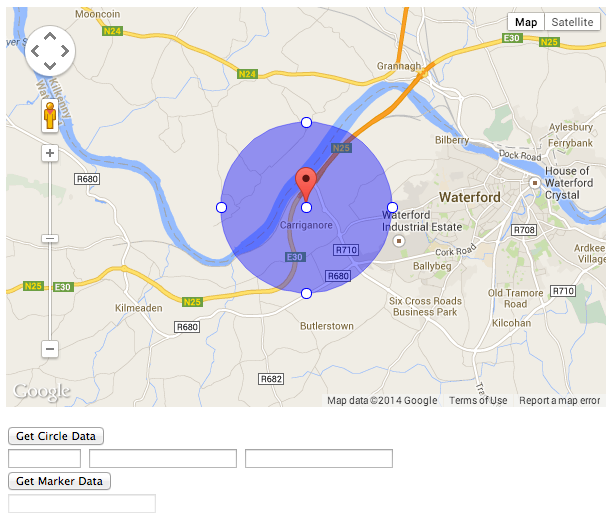 Mooncoin
N24
Map
Satellite
E30
N25
Grannagh
N24
Kilkenny
Aylesbury
Ferrybank
Bilberry
Dock Road
N25
R680
House of
Waterford
Crystal
Waterford
Waterford
Industrial Estate
Carriganore
R708
R710
Cork Road
Ardkee
Village
E30
Ballybeg
R680
N25
E30
N25
Old Tramore
Road
R710
Kilmeaden
Six Cross Roads
Business Park
R680
Butlerstown
Kilcohan
R682
Google
Map data ©2014 Google
Terms of Use
Report a map error
Get Circle Data
Get Marker Data